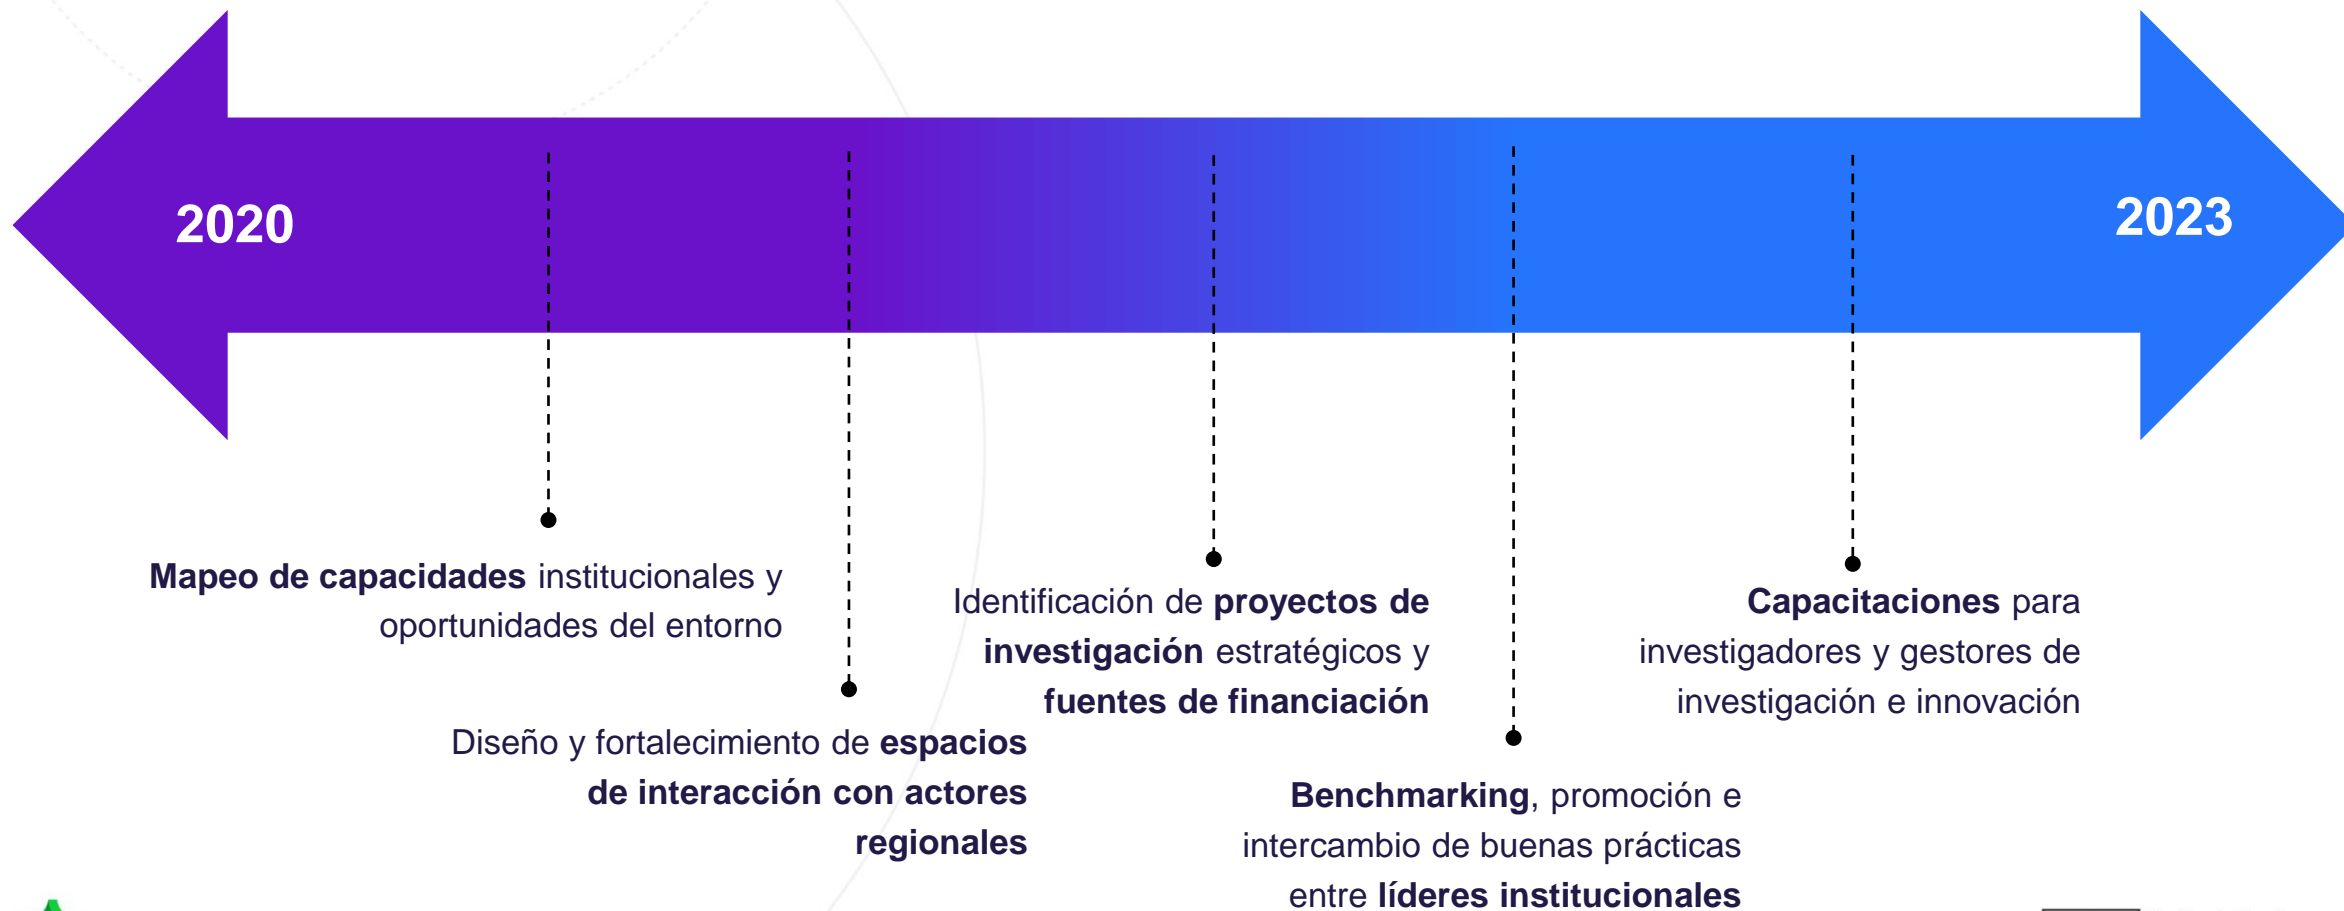 2020
2023
Mapeo de capacidades institucionales y
oportunidades del entorno
Diseño y fortalecimiento de espacios
de interacción con actores
regionales
Identificación de proyectos de
investigación estratégicos y
fuentes de financiación
Benchmarking, promoción e
intercambio de buenas prácticas
entre líderes institucionales
Capacitaciones para
investigadores y gestores de
investigación e innovación